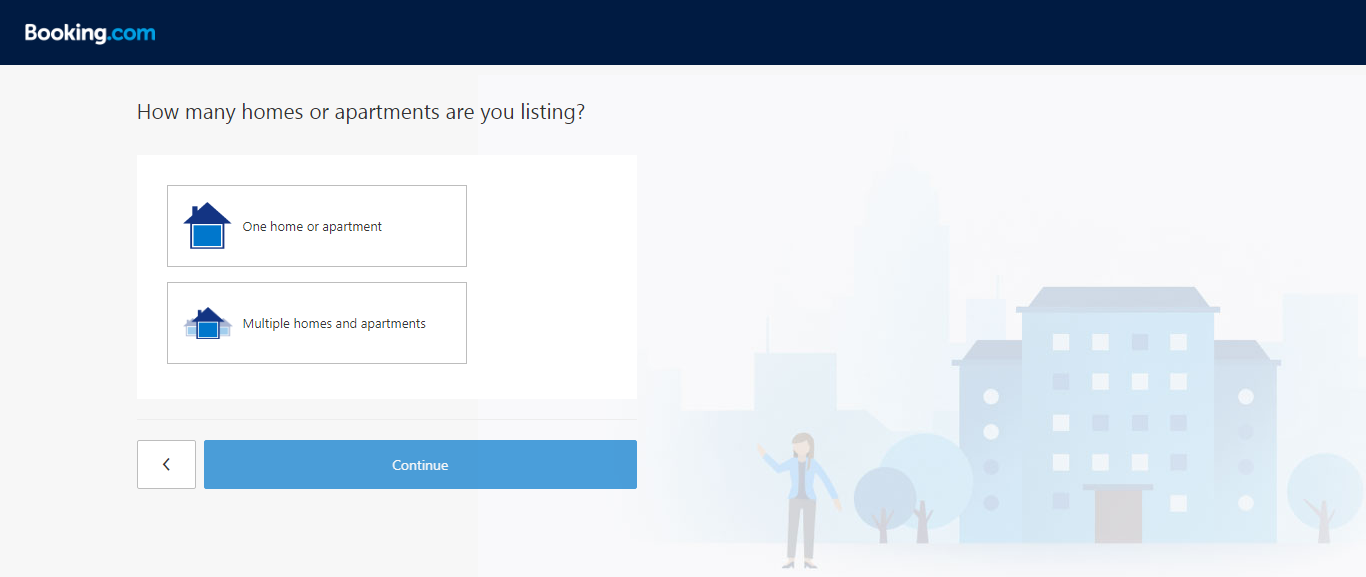 Booking.com
How many homes or apartments are you listing?
One home or apartment
Multiple homes and apartments
Continue